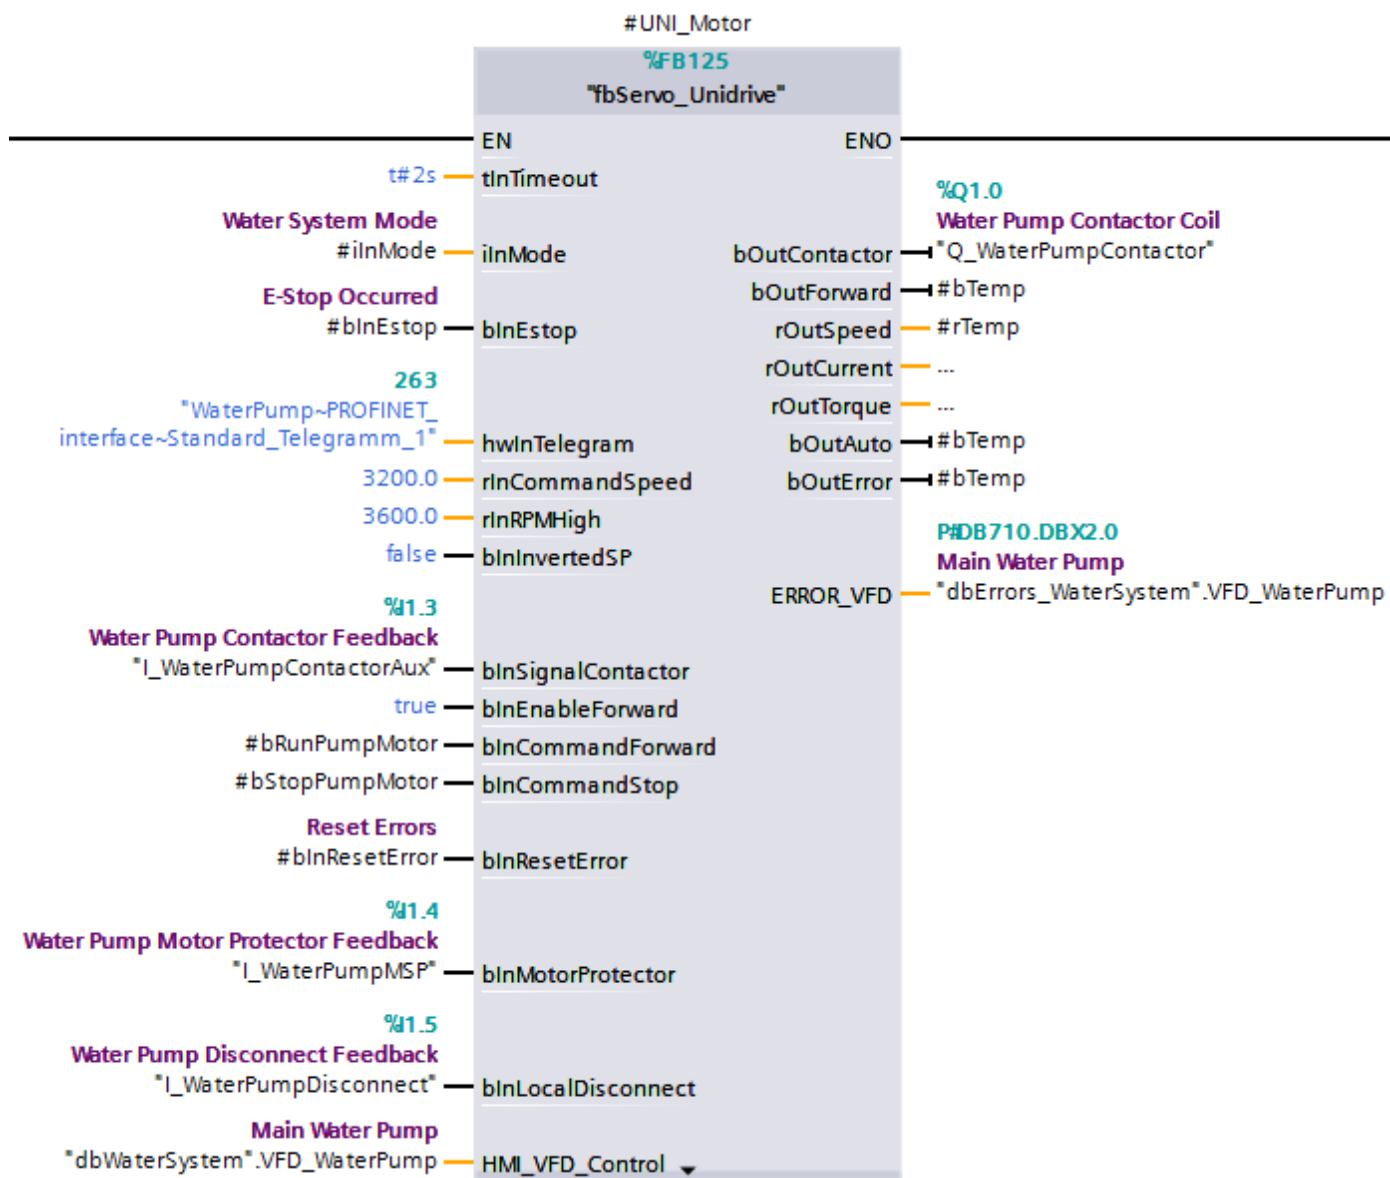 #UNI_Motor
%FB125
"fbServo_Unidrive"
EN
ENO
t#2s
tInTimeout
%Q1.0
Water System Mode
Water Pump Contactor Coil
#iInMode
iInMode
bOutContactor
"Q_WaterPumpContactor"
bOutForward
#bTemp
E-Stop Occurred
#bInEstop
bInEstop
rOutSpeed
#rTemp
rOutCurrent
...
263
rOutTorque
...
"WaterPump~PROFINET_
interface~Standard_Telegramm_1"
hwInTelegram
bOutAuto
#bTemp
3200.0
rInCommandSpeed
bOutError
#bTemp
3600.0
rInRPMHigh
P#DB710.DBX2.0
false
bInInvertedSP
Main Water Pump
ERROR_VFD
"dbErrors_WaterSystem".VFD_WaterPump
%I1.3
Water Pump Contactor Feedback
"I_WaterPumpContactorAux"
bInSignalContactor
true
bInEnableForward
#bRunPumpMotor
bInCommandForward
#bStopPumpMotor
bInCommandStop
Reset Errors
#bInResetError
bInResetError
%I1.4
Water Pump Motor Protector Feedback
"I_WaterPumpMSP"
bInMotorProtector
%I1.5
Water Pump Disconnect Feedback
"I_WaterPumpDisconnect"
bInLocalDisconnect
Main Water Pump
"dbWaterSystem".VFD_WaterPump
HMI_VFD_Control